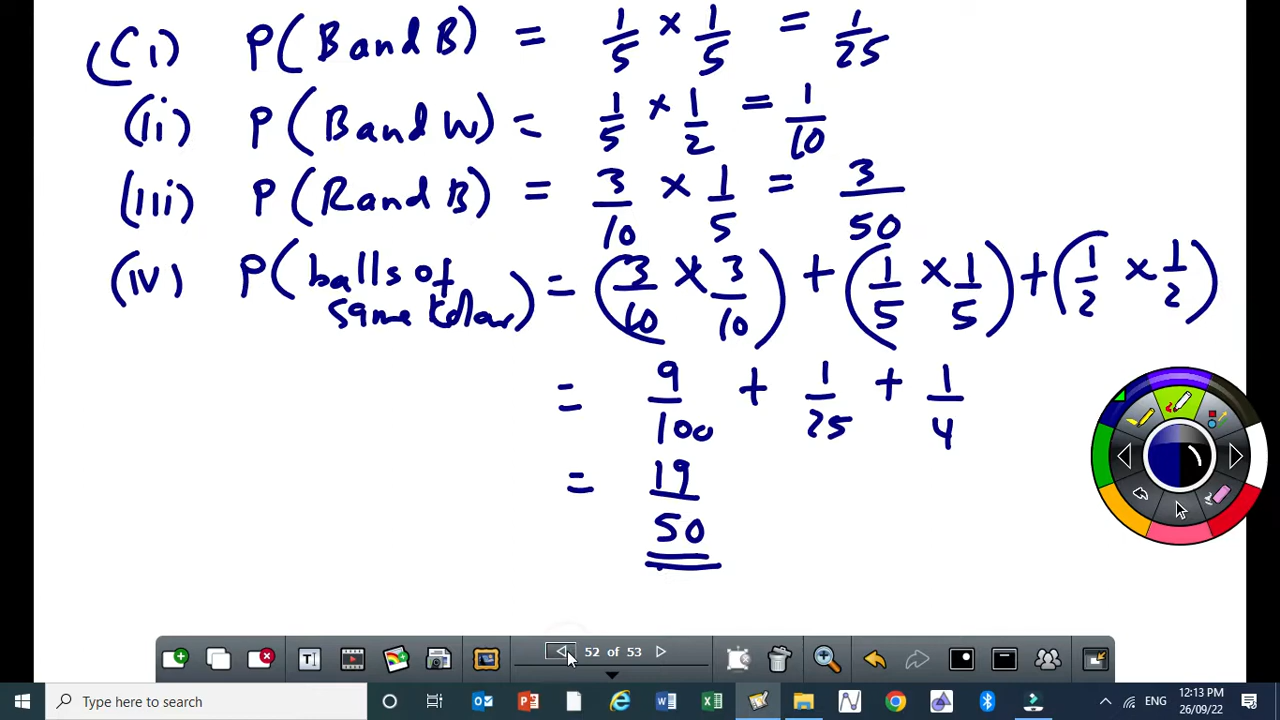 (i) P(B and B) = 1/5 × 1/5 = 1/25
(ii) P(B and W) = 1/5 × 1/2 = 1/10
(iii) P(R and B) = 3/10 × 1/5 = 3/50
(iv) P(balls of same colour) = (3/10 × 3/10) + (1/5 × 1/5) + (1/2 × 1/2)
= 9/100 + 1/25 + 1/4
= 19/50
52 of 53
Type here to search
ENG
12:13 PM
26/09/22